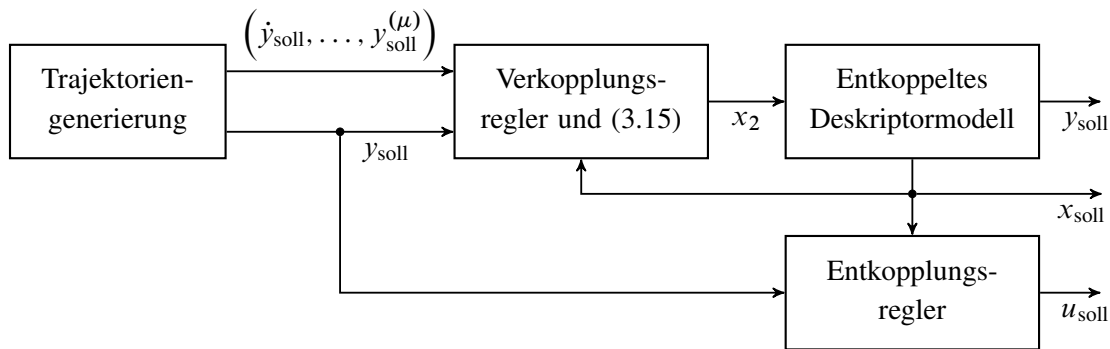 (ẏ_soll, . . . , y_soll^(μ))
Trajektorien-
generierung
y_soll
Verkopplungs-
regler und (3.15)
x_2
Entkoppeltes
Deskriptormodell
y_soll
x_soll
Entkopplungs-
regler
u_soll